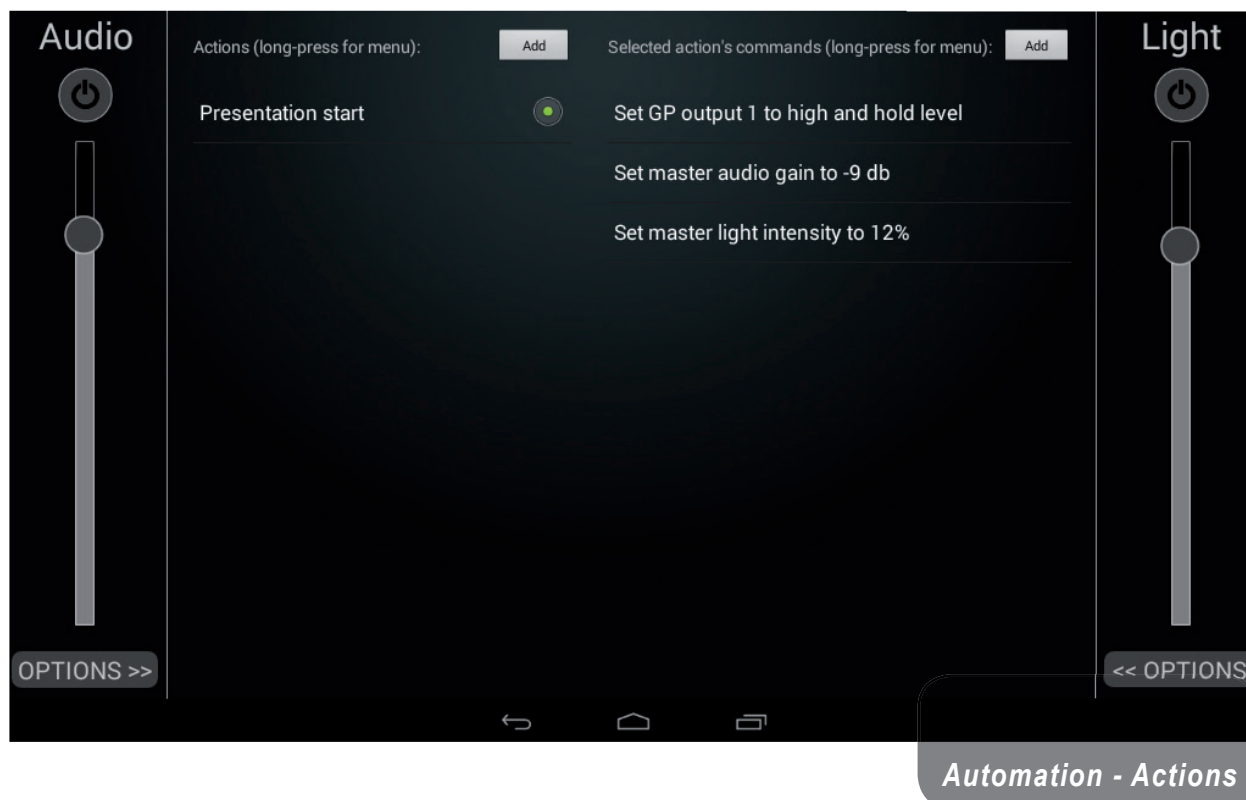 Audio
Actions (long-press for menu):
Add
Selected action's commands (long-press for menu):
Add
Light
Presentation start
Set GP output 1 to high and hold level
Set master audio gain to -9 db
Set master light intensity to 12%
OPTIONS >>
<< OPTIONS
Automation - Actions